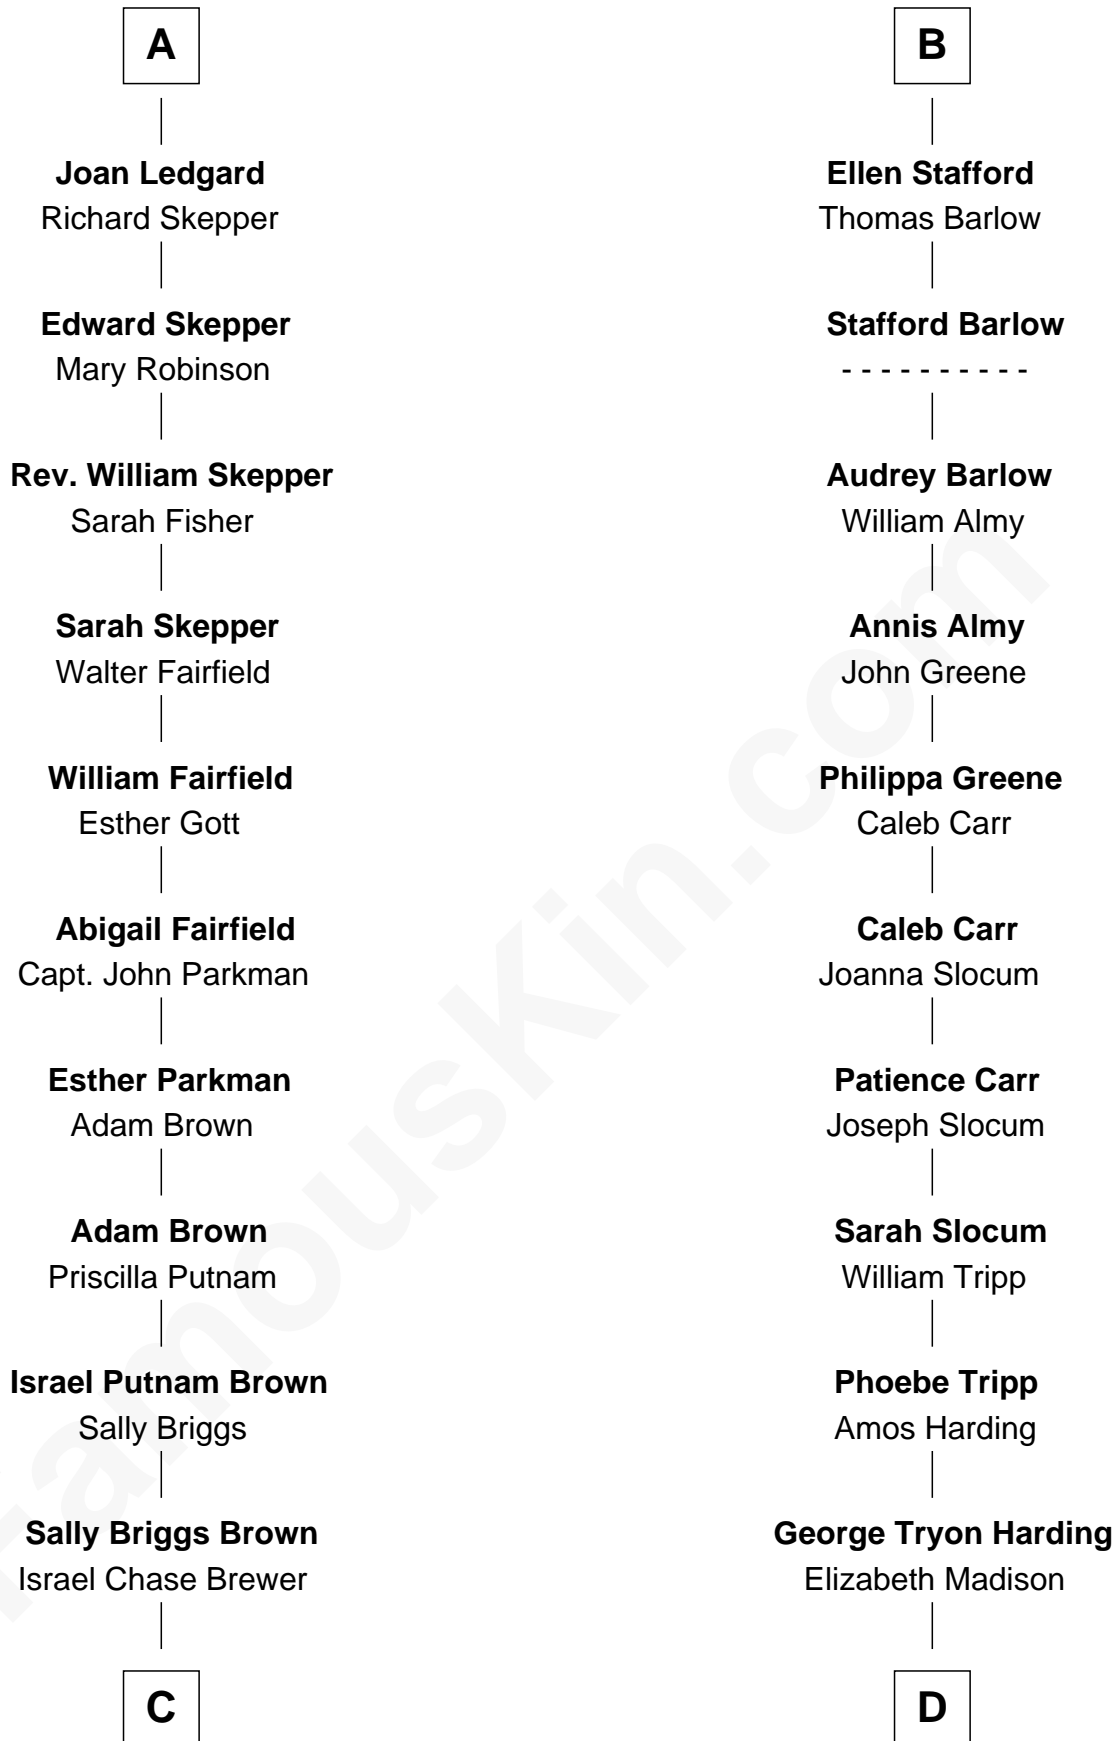 A
Joan Ledgard
Richard Skepper
Edward Skepper
Mary Robinson
Rev. William Skepper
Sarah Fisher
Sarah Skepper
Walter Fairfield
William Fairfield
Esther Gott
Abigail Fairfield
Capt. John Parkman
Esther Parkman
Adam Brown
Adam Brown
Priscilla Putnam
Israel Putnam Brown
Sally Briggs
Sally Briggs Brown
Israel Chase Brewer
C
B
Ellen Stafford
Thomas Barlow
Stafford Barlow
- - - - - - - - - -
Audrey Barlow
William Almy
Annis Almy
John Greene
Philippa Greene
Caleb Carr
Caleb Carr
Joanna Slocum
Patience Carr
Joseph Slocum
Sarah Slocum
William Tripp
Phoebe Tripp
Amos Harding
George Tryon Harding
Elizabeth Madison
D
FamousKin.com